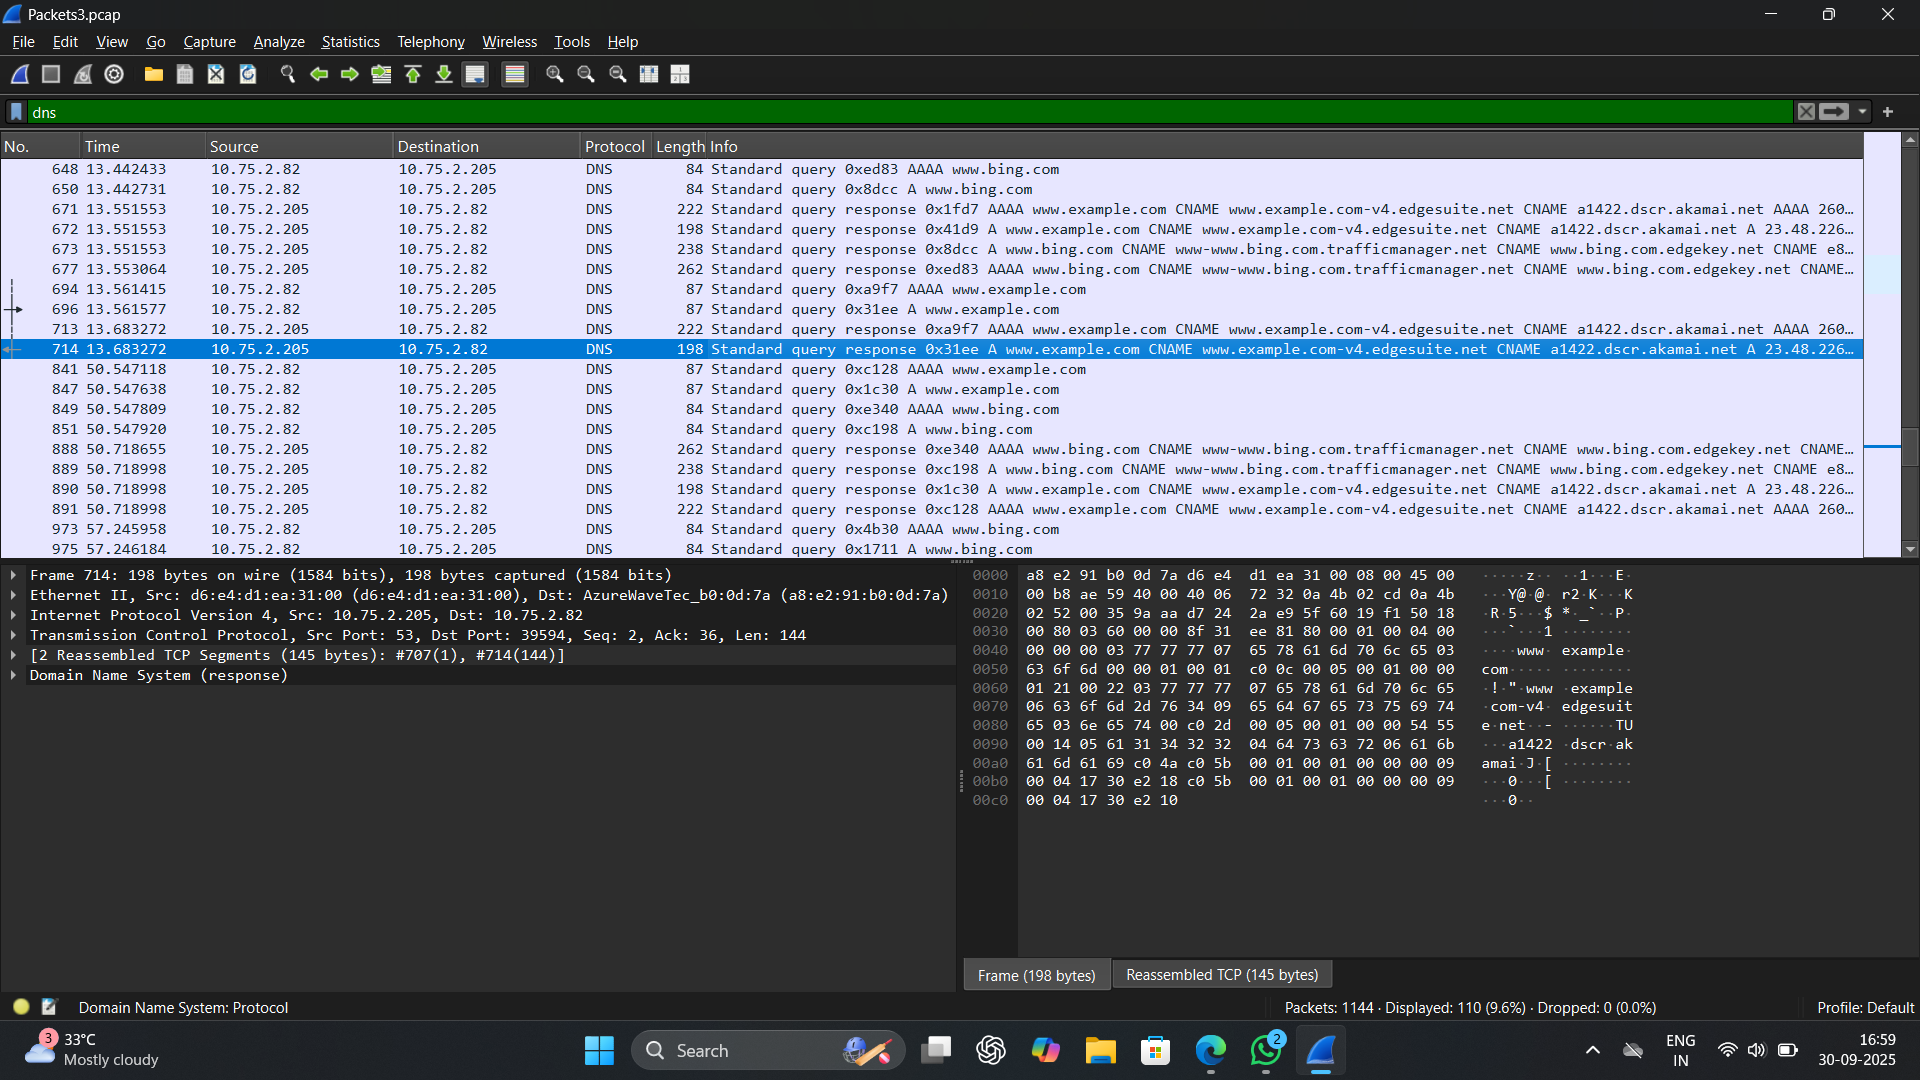 Packets3.pcap
File Edit View Go Capture Analyze Statistics Telephony Wireless Tools Help
dns
No. Time Source Destination Protocol Length Info
648 13.442433 10.75.2.82 10.75.2.205 DNS 84 Standard query 0xed83 AAAA www.bing.com
650 13.442731 10.75.2.82 10.75.2.205 DNS 84 Standard query 0x8dcc A www.bing.com
671 13.551553 10.75.2.205 10.75.2.82 DNS 222 Standard query response 0x1fd7 AAAA www.example.com CNAME www.example.com-v4.edgesuite.net CNAME a1422.dscr.akamai.net AAAA 260…
672 13.551553 10.75.2.205 10.75.2.82 DNS 198 Standard query response 0x41d9 A www.example.com CNAME www.example.com-v4.edgesuite.net CNAME a1422.dscr.akamai.net A 23.48.226…
673 13.551553 10.75.2.205 10.75.2.82 DNS 238 Standard query response 0x8dcc A www.bing.com CNAME www-www.bing.com.trafficmanager.net CNAME www.bing.com.edgekey.net CNAME e8…
677 13.553064 10.75.2.205 10.75.2.82 DNS 262 Standard query response 0xed83 AAAA www.bing.com CNAME www-www.bing.com.trafficmanager.net CNAME www.bing.com.edgekey.net CNAME…
694 13.561415 10.75.2.82 10.75.2.205 DNS 87 Standard query 0xa9f7 AAAA www.example.com
696 13.561577 10.75.2.82 10.75.2.205 DNS 87 Standard query 0x31ee A www.example.com
713 13.683272 10.75.2.205 10.75.2.82 DNS 222 Standard query response 0xa9f7 AAAA www.example.com CNAME www.example.com-v4.edgesuite.net CNAME a1422.dscr.akamai.net AAAA 260…
714 13.683272 10.75.2.205 10.75.2.82 DNS 198 Standard query response 0x31ee A www.example.com CNAME www.example.com-v4.edgesuite.net CNAME a1422.dscr.akamai.net A 23.48.226…
841 50.547118 10.75.2.82 10.75.2.205 DNS 87 Standard query 0xc128 AAAA www.example.com
847 50.547638 10.75.2.82 10.75.2.205 DNS 87 Standard query 0x1c30 A www.example.com
849 50.547809 10.75.2.82 10.75.2.205 DNS 84 Standard query 0xe340 AAAA www.bing.com
851 50.547920 10.75.2.82 10.75.2.205 DNS 84 Standard query 0xc198 A www.bing.com
888 50.718655 10.75.2.205 10.75.2.82 DNS 262 Standard query response 0xe340 AAAA www.bing.com CNAME www-www.bing.com.trafficmanager.net CNAME www.bing.com.edgekey.net CNAME…
889 50.718998 10.75.2.205 10.75.2.82 DNS 238 Standard query response 0xc198 A www.bing.com CNAME www-www.bing.com.trafficmanager.net CNAME www.bing.com.edgekey.net CNAME e8…
890 50.718998 10.75.2.205 10.75.2.82 DNS 198 Standard query response 0x1c30 A www.example.com CNAME www.example.com-v4.edgesuite.net CNAME a1422.dscr.akamai.net A 23.48.226…
891 50.718998 10.75.2.205 10.75.2.82 DNS 222 Standard query response 0xc128 AAAA www.example.com CNAME www.example.com-v4.edgesuite.net CNAME a1422.dscr.akamai.net AAAA 260…
973 57.245958 10.75.2.82 10.75.2.205 DNS 84 Standard query 0x4b30 AAAA www.bing.com
975 57.246184 10.75.2.82 10.75.2.205 DNS 84 Standard query 0x1711 A www.bing.com
Frame 714: 198 bytes on wire (1584 bits), 198 bytes captured (1584 bits)
Ethernet II, Src: d6:e4:d1:ea:31:00 (d6:e4:d1:ea:31:00), Dst: AzureWaveTec_b0:0d:7a (a8:e2:91:b0:0d:7a)
Internet Protocol Version 4, Src: 10.75.2.205, Dst: 10.75.2.82
Transmission Control Protocol, Src Port: 53, Dst Port: 39594, Seq: 2, Ack: 36, Len: 144
[2 Reassembled TCP Segments (145 bytes): #707(1), #714(144)]
Domain Name System (response)
0000 a8 e2 91 b0 0d 7a d6 e4 d1 ea 31 00 08 00 45 00 ·····z·· ··1···E·
0010 00 b8 ae 59 40 00 40 06 72 32 0a 4b 02 cd 0a 4b ···Y@·@· r2·K···K
0020 02 52 00 35 9a aa d7 24 2a e9 5f 60 19 f1 50 18 ·R·5···$ *·_`··P·
0030 00 80 03 60 00 00 8f 31 ee 81 80 00 01 00 04 00 ···`···1 ········
0040 00 00 00 03 77 77 77 07 65 78 61 6d 70 6c 65 03 ····www· example·
0050 63 6f 6d 00 00 01 00 01 c0 0c 00 05 00 01 00 00 com····· ········
0060 01 21 00 22 03 77 77 77 07 65 78 61 6d 70 6c 65 ·!·"·www ·example
0070 06 63 6f 6d 2d 76 34 09 65 64 67 65 73 75 69 74 ·com-v4· edgesuit
0080 65 03 6e 65 74 00 c0 2d 00 05 00 01 00 00 54 55 e·net··- ······TU
0090 00 14 05 61 31 34 32 32 04 64 73 63 72 06 61 6b ···a1422 ·dscr·ak
00a0 61 6d 61 69 c0 4a c0 5b 00 01 00 01 00 00 00 09 amai·J·[ ········
00b0 00 04 17 30 e2 18 c0 5b 00 01 00 01 00 00 00 09 ···0···[ ········
00c0 00 04 17 30 e2 10 ···0··
Frame (198 bytes) Reassembled TCP (145 bytes)
Domain Name System: Protocol Packets: 1144 · Displayed: 110 (9.6%) · Dropped: 0 (0.0%) Profile: Default
3 33°C
Mostly cloudy
Search
2
ENG
IN
16:59
30-09-2025